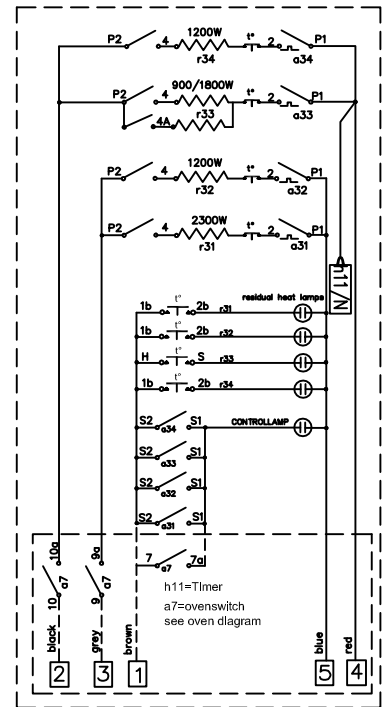 1200W
P2 4 r34 t° 2 a34 P1
900/1800W
P2 4 r33 t° 2 a33 P1
4A
1200W
P2 4 r32 t° 2 a32 P1
2300W
P2 4 r31 t° 2 a31 P1
h11/N
residual heat lamps
t°
1b 2b r31
t°
1b 2b r32
t°
H S r33
t°
1b 2b r34
S2 a34 S1 CONTROLLAMP
S2 a33 S1
S2 a32 S1
S2 a31 S1
10a a7 10
9a a7 9
7 a7 7a
h11=Timer
a7=ovenswitch
see oven diagram
black grey brown blue red
2 3 1 5 4